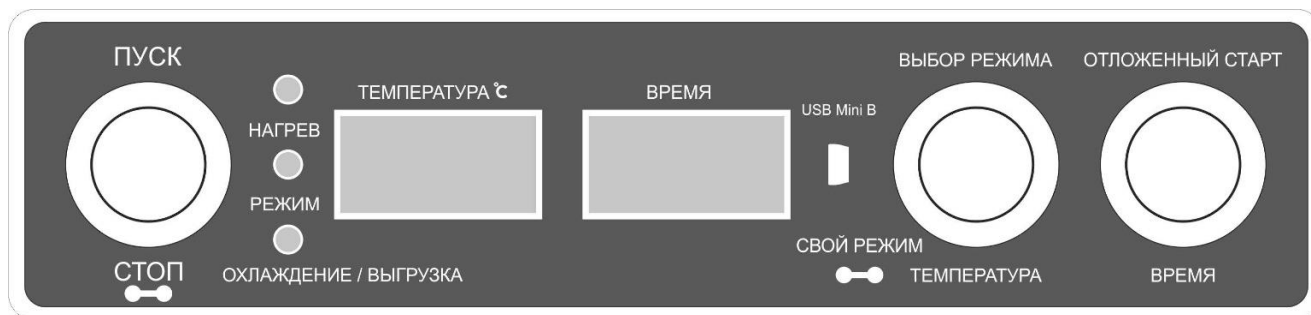 ПУСК
ВЫБОР РЕЖИМА
ОТЛОЖЕННЫЙ СТАРТ
ТЕМПЕРАТУРА ℃
ВРЕМЯ
USB Mini B
НАГРЕВ
РЕЖИМ
СВОЙ РЕЖИМ
СТОП
ОХЛАЖДЕНИЕ / ВЫГРУЗКА
ТЕМПЕРАТУРА
ВРЕМЯ